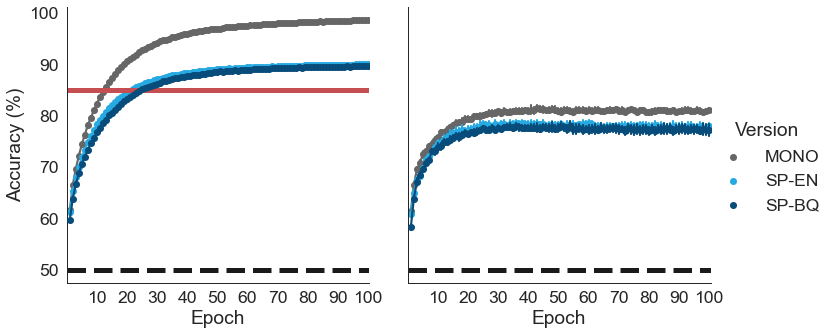 100
90
80
70
60
50
Accuracy (%)
10 20 30 40 50 60 70 80 90 100
Epoch
10 20 30 40 50 60 70 80 90 100
Epoch
Version
MONO
SP-EN
SP-BQ